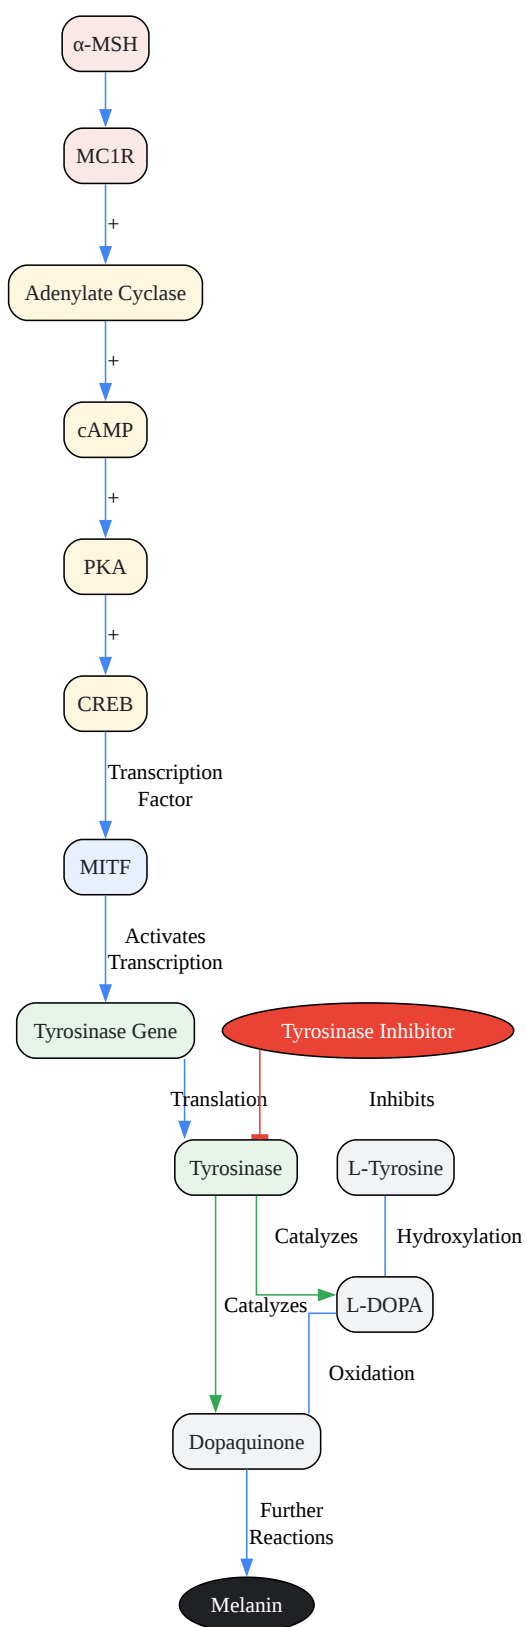 α-MSH
MC1R
+
Adenylate Cyclase
+
cAMP
+
PKA
+
CREB
Transcription
Factor
MITF
Activates
Transcription
Tyrosinase Gene
Tyrosinase Inhibitor
Translation
Inhibits
Tyrosinase
L-Tyrosine
Catalyzes
Hydroxylation
Catalyzes
L-DOPA
Oxidation
Dopaquinone
Further
Reactions
Melanin